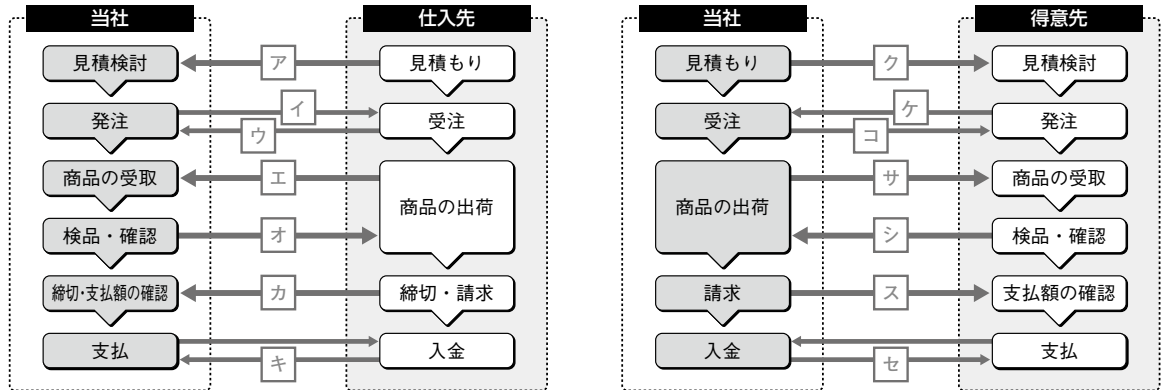 当社
仕入先
見積検討
ア
見積もり
発注
イ
ウ
受注
商品の受取
エ
商品の出荷
検品・確認
オ
締切・支払額の確認
カ
締切・請求
支払
キ
入金
当社
得意先
見積もり
ク
見積検討
受注
ケ
コ
発注
商品の出荷
サ
商品の受取
シ
検品・確認
請求
ス
支払額の確認
入金
セ
支払